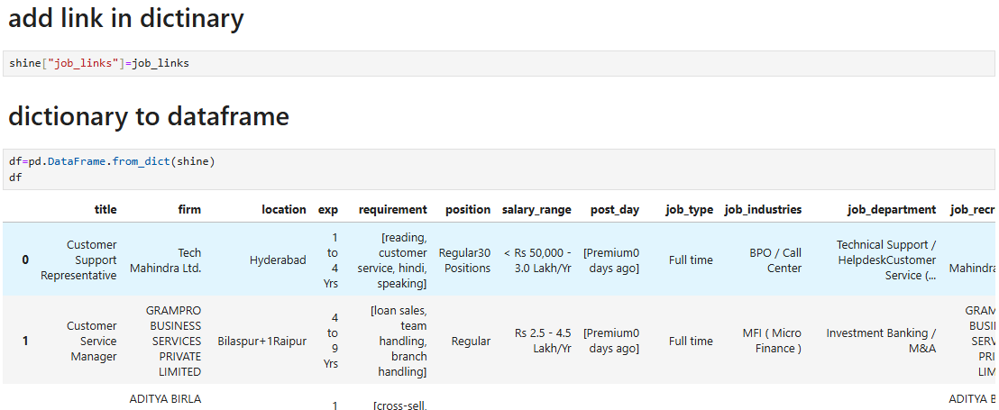 add link in dictinary
shine["job_links"]=job_links
dictionary to dataframe
df=pd.DataFrame.from_dict(shine)
df
title firm location exp requirement position salary_range post_day job_type job_industries job_department job_recr
0 Customer Support Representative Tech Mahindra Ltd. Hyderabad 1 to 4 Yrs [reading, customer service, hindi, speaking] Regular30 Positions < Rs 50,000 - 3.0 Lakh/Yr [Premium0 days ago] Full time BPO / Call Center Technical Support / HelpdeskCustomer Service (... Mahindra
1 Customer Service Manager GRAMPRO BUSINESS SERVICES PRIVATE LIMITED Bilaspur+1Raipur 4 to 9 Yrs [loan sales, team handling, branch handling] Regular Rs 2.5 - 4.5 Lakh/Yr [Premium0 days ago] Full time MFI ( Micro Finance ) Investment Banking / M&A GRAM BUSI SERV PRI LIM
ADITYA BIRLA 1 [cross-sell, ADITYA B